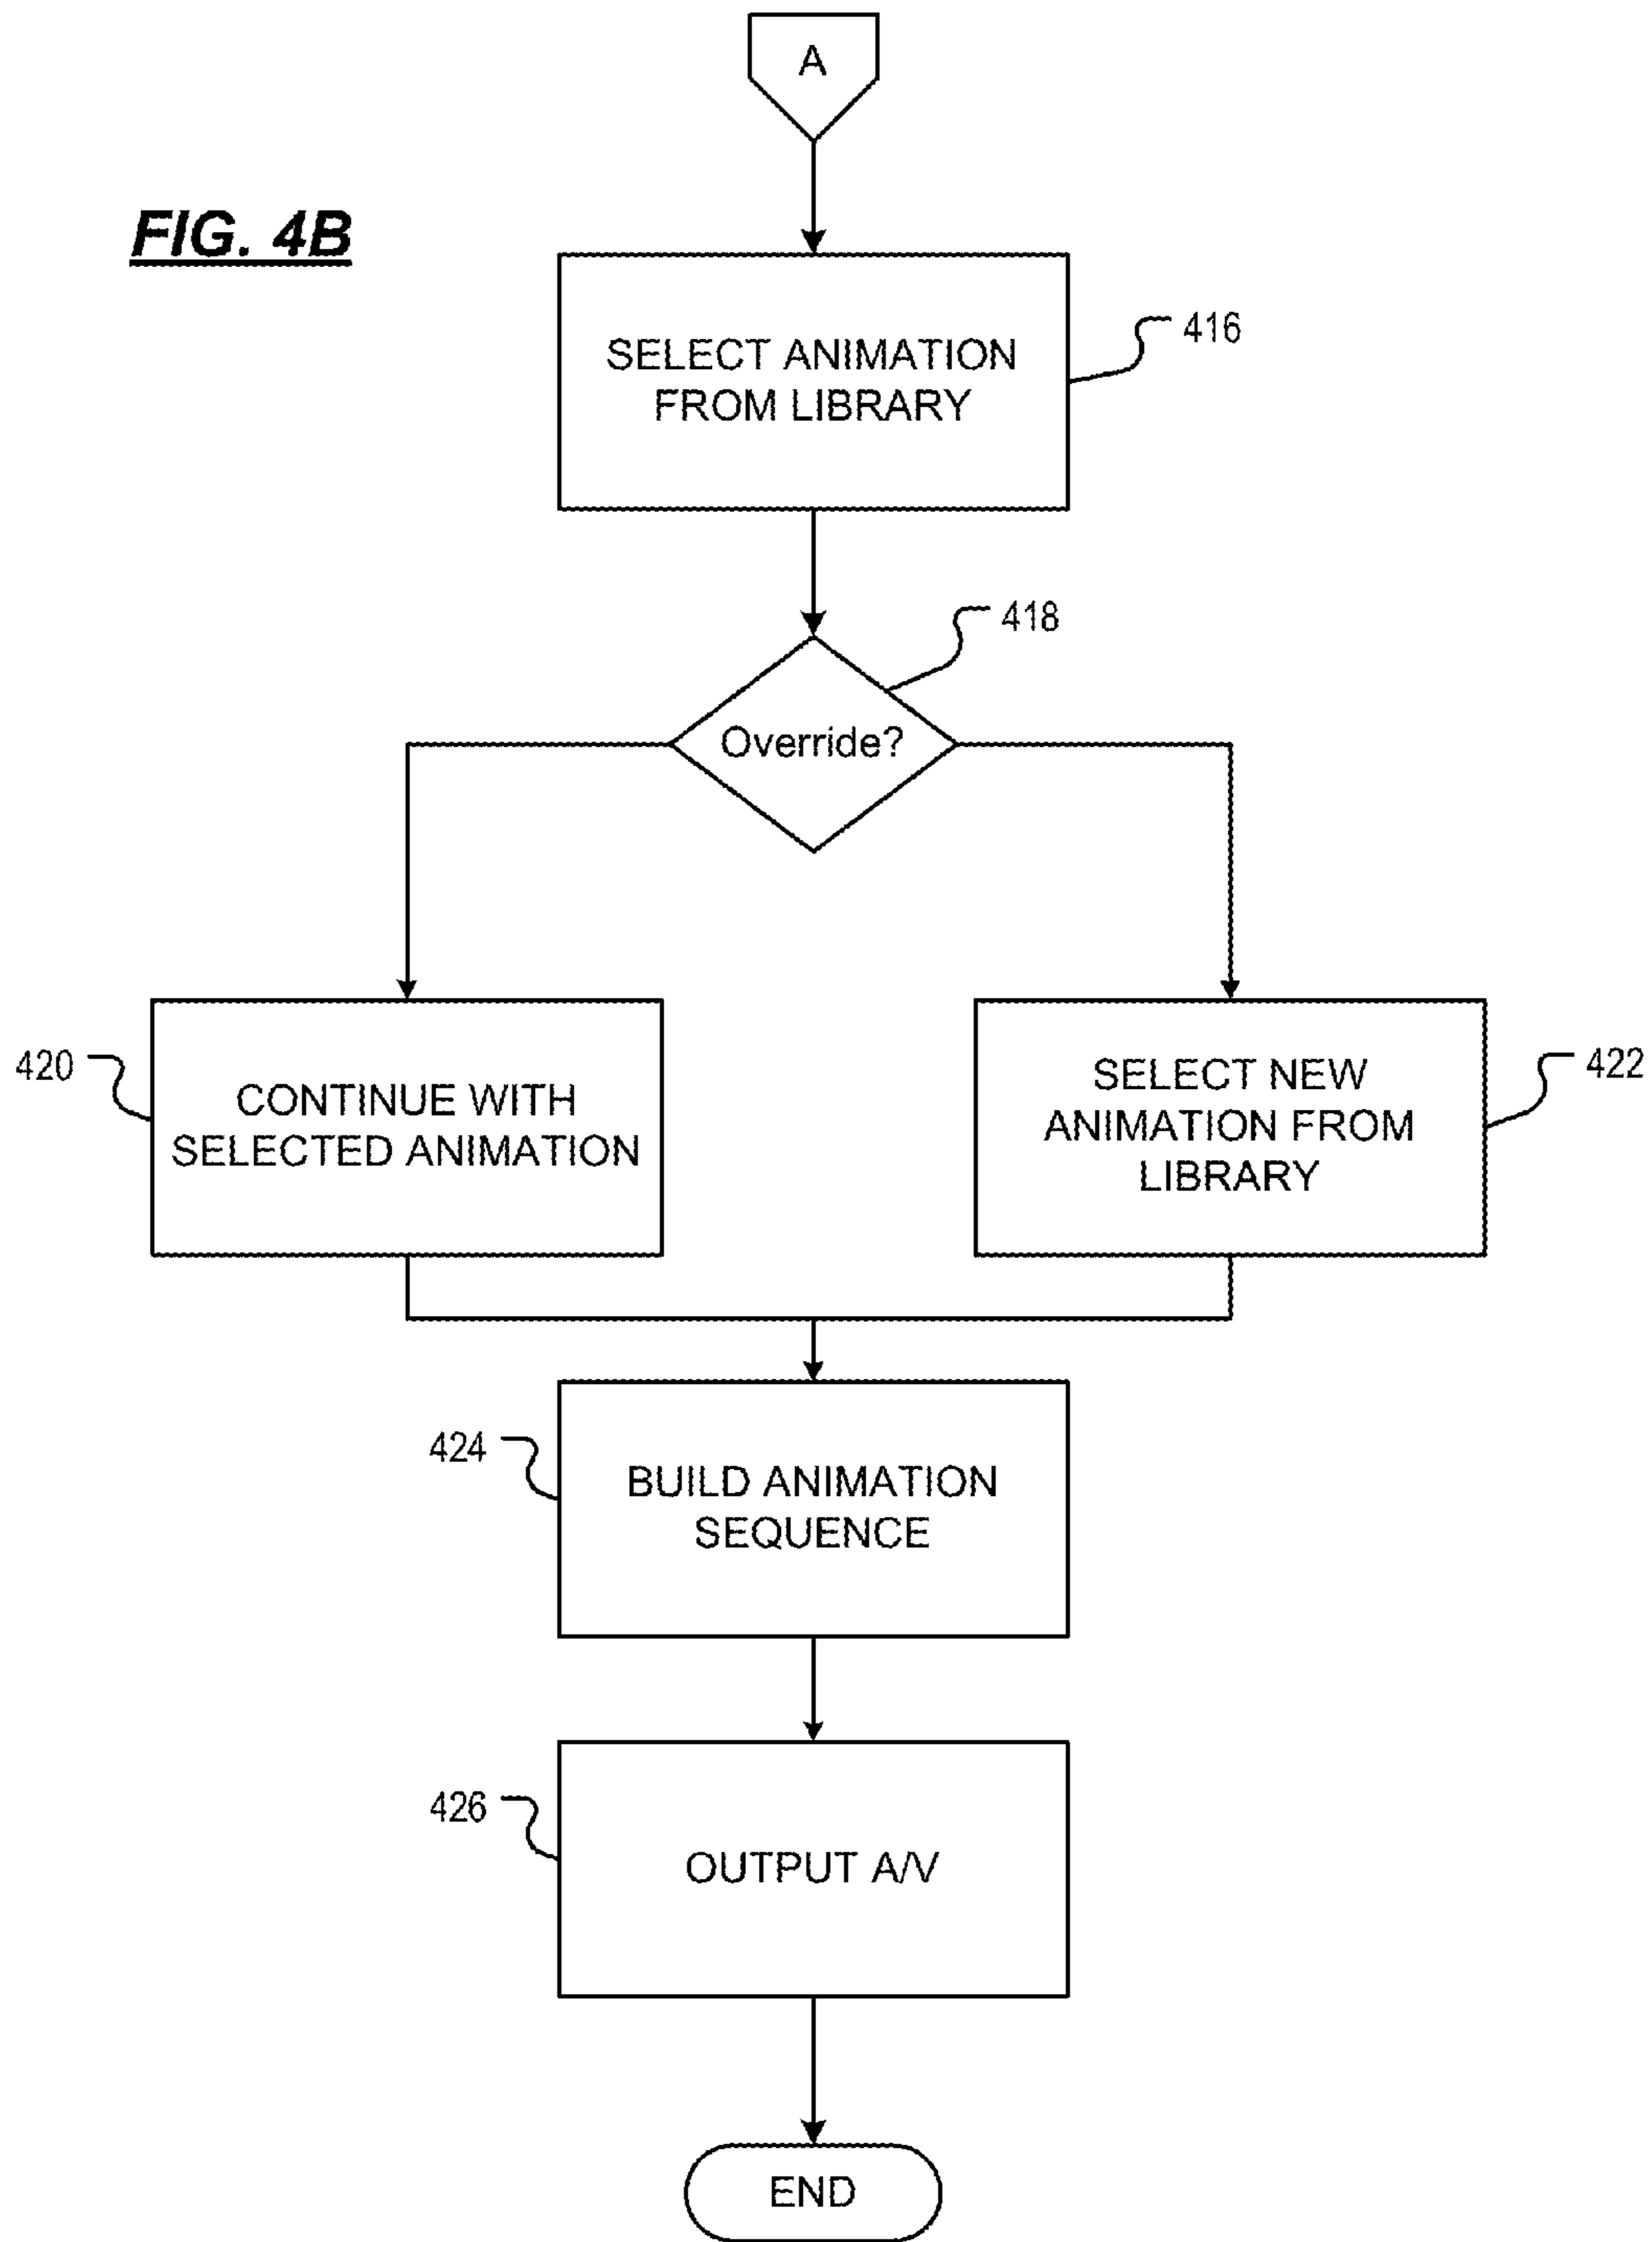 A
FIG. 4B
SELECT ANIMATION
FROM LIBRARY
416
418
Override?
420
CONTINUE WITH
SELECTED ANIMATION
SELECT NEW
ANIMATION FROM
LIBRARY
422
424
BUILD ANIMATION
SEQUENCE
426
OUTPUT A/V
END